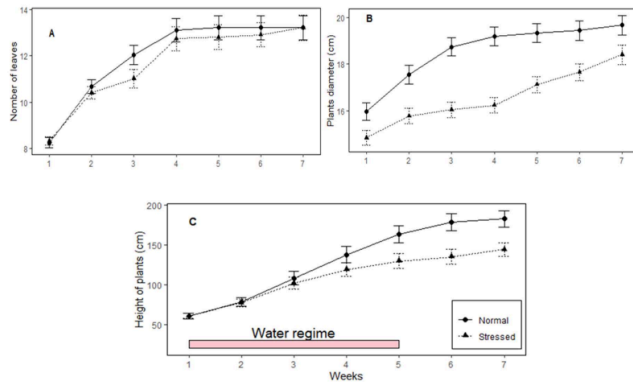 A
Nomber of leaves
14
12
10
8
1 2 3 4 5 6 7
B
Plants diameter (cm)
20
18
16
14
1 2 3 4 5 6 7
C
Height of plants (cm)
200
150
100
50
Water regime
1 2 3 4 5 6 7
Weeks
Normal
Stressed